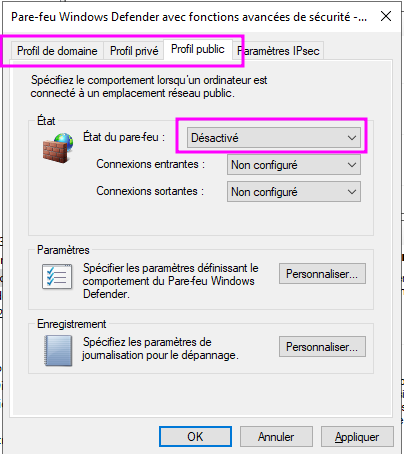 Pare-feu Windows Defender avec fonctions avancées de sécurité -...
Profil de domaine Profil privé Profil public Paramètres IPsec
Spécifiez le comportement lorsqu'un ordinateur est
connecté à un emplacement réseau public.
État
État du pare-feu : Désactivé
Connexions entrantes : Non configuré
Connexions sortantes : Non configuré
Paramètres
Spécifier les paramètres définissant le
comportement du Pare-feu Windows
Defender.
Personnaliser...
Enregistrement
Spécifiez les paramètres de
journalisation pour le dépannage.
Personnaliser...
OK Annuler Appliquer